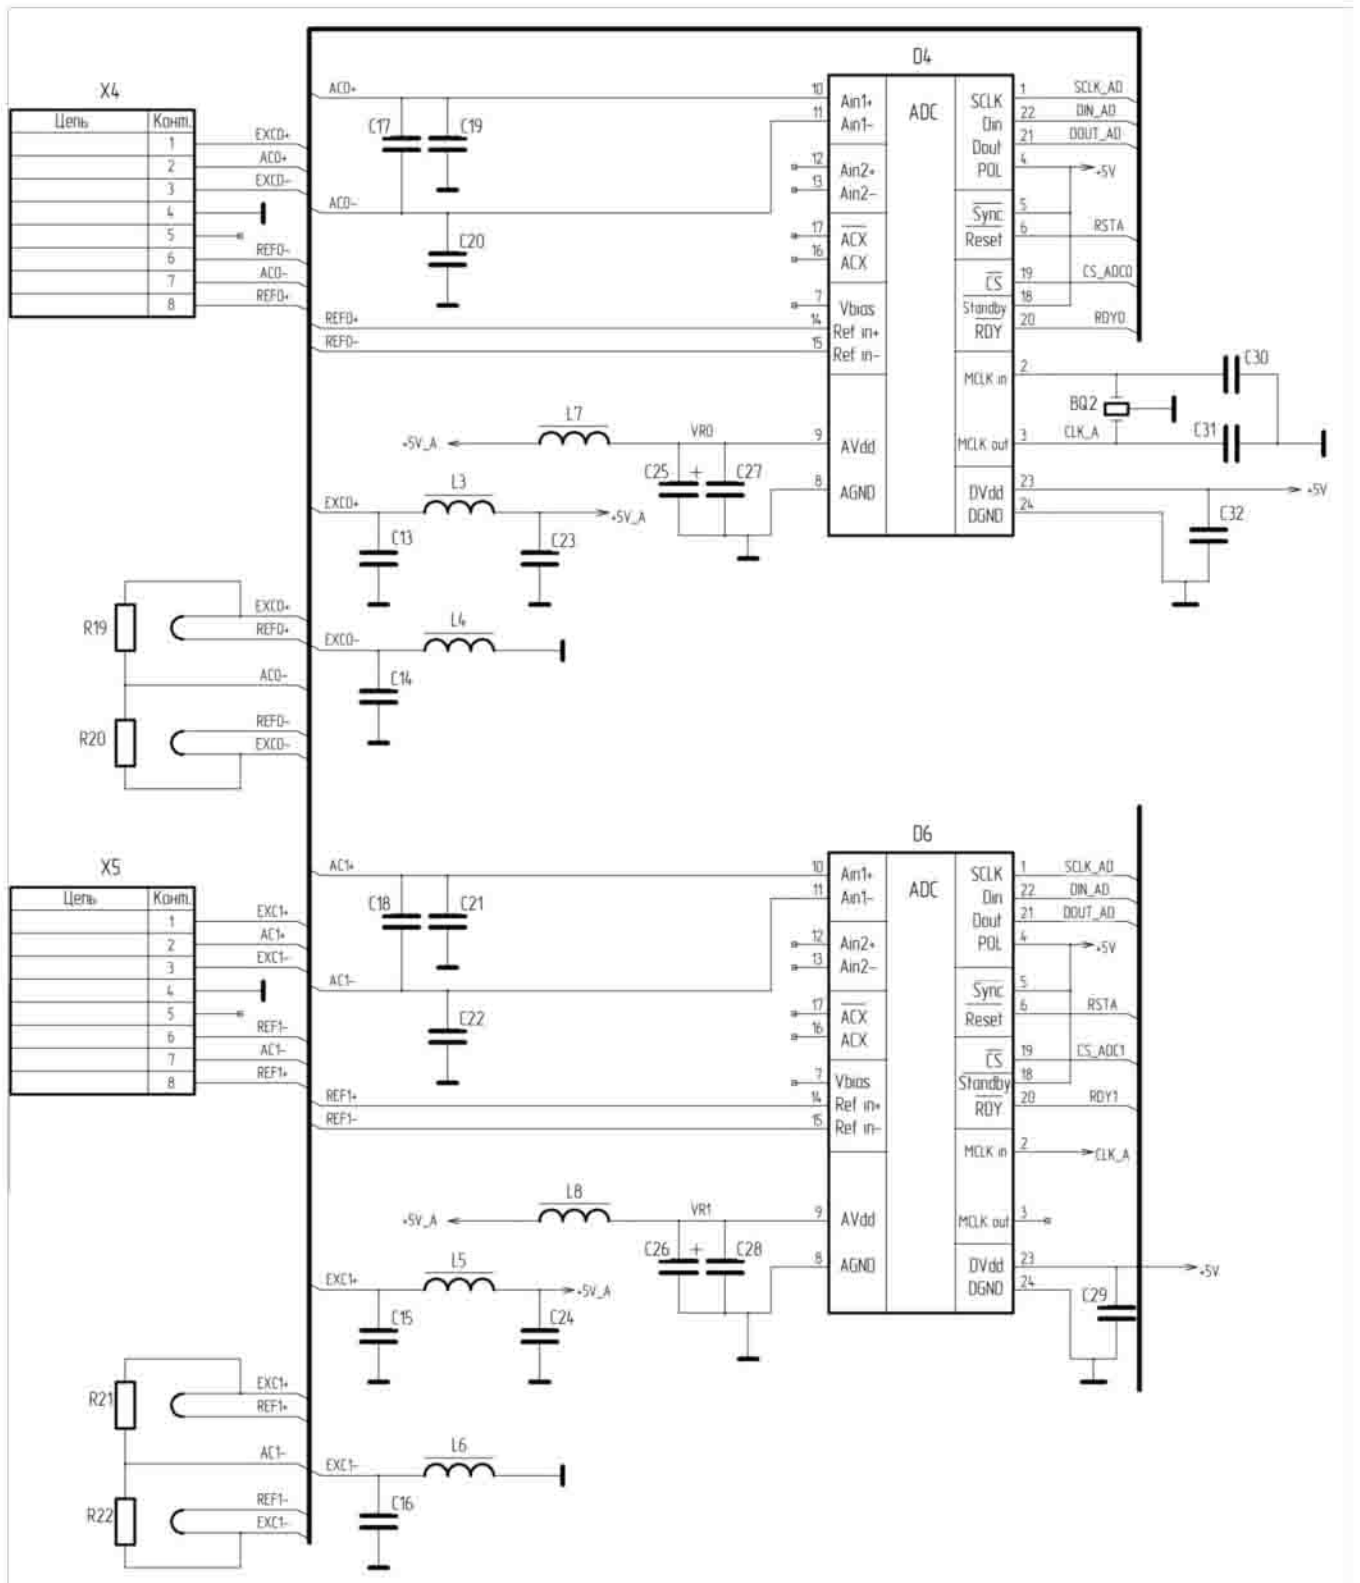 D4
X4
Цепь Конт.
1 EXC0+
2 AC0+
3 EXC0-
4
5
6 REF0-
7 AC0-
8 REF0+
AC0+
C17 C19
AC0-
C20
REF0+
REF0-
ADC
10 Ain1+
11 Ain1-
12 Ain2+
13 Ain2-
17 ACX
16 ACX
7 Vbias
14 Ref in+
15 Ref in-
9 AVdd
8 AGND
SCLK 1 SCLK_AD
Din 22 DIN_AD
Dout 21 DOUT_AD
POL 4 +5V
Sync 5
Reset 6 RSTA
CS 19 CS_ADC0
Standby 18
RDY 20 RDY0
MCLK in 2 C30
BQ2
MCLK out 3 CLK_A C31
DVdd 23 +5V
DGND 24 C32
L7
+5V_A VR0
C25 + C27
L3
EXC0+ +5V_A
C13 C23
R19
EXC0+
REF0+
L4
EXC0-
C14
AC0-
R20
REF0-
EXC0-
D6
X5
Цепь Конт.
1 EXC1+
2 AC1+
3 EXC1-
4
5
6 REF1-
7 AC1-
8 REF1+
AC1+
C18 C21
AC1-
C22
REF1+
REF1-
ADC
10 Ain1+
11 Ain1-
12 Ain2+
13 Ain2-
17 ACX
16 ACX
7 Vbias
14 Ref in+
15 Ref in-
9 AVdd
8 AGND
SCLK 1 SCLK_AD
Din 22 DIN_AD
Dout 21 DOUT_AD
POL 4 +5V
Sync 5
Reset 6 RSTA
CS 19 CS_ADC1
Standby 18
RDY 20 RDY1
MCLK in 2 CLK_A
MCLK out 3
DVdd 23 +5V
DGND 24 C29
L8
+5V_A VR1
C26 + C28
L5
EXC1+ +5V_A
C15 C24
R21
EXC1+
REF1+
AC1-
L6
EXC1-
C16
R22
REF1-
EXC1-